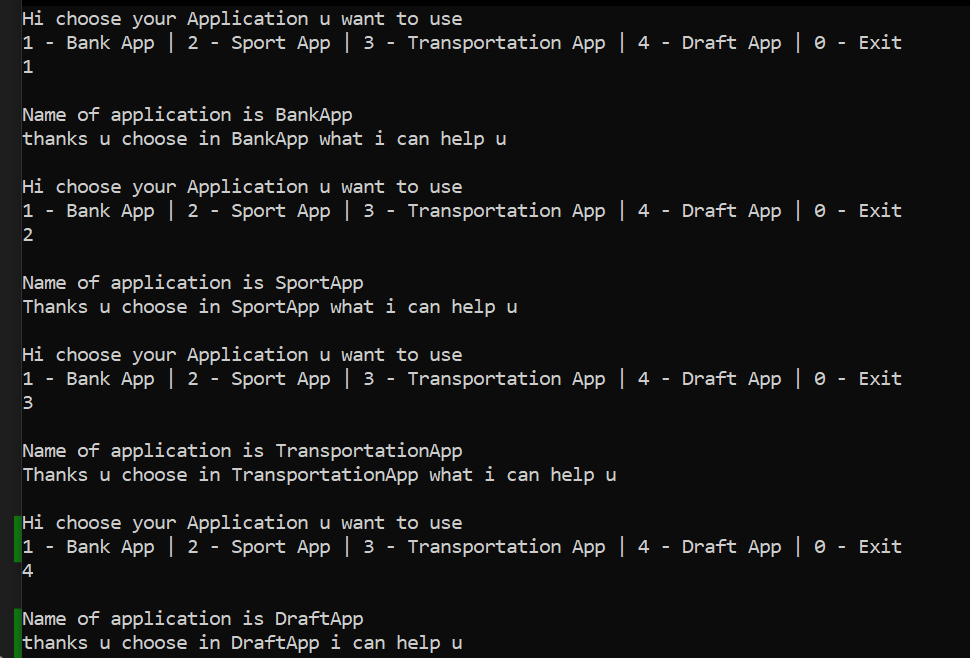 Hi choose your Application u want to use
1 - Bank App | 2 - Sport App | 3 - Transportation App | 4 - Draft App | 0 - Exit
1
Name of application is BankApp
thanks u choose in BankApp what i can help u
Hi choose your Application u want to use
1 - Bank App | 2 - Sport App | 3 - Transportation App | 4 - Draft App | 0 - Exit
2
Name of application is SportApp
Thanks u choose in SportApp what i can help u
Hi choose your Application u want to use
1 - Bank App | 2 - Sport App | 3 - Transportation App | 4 - Draft App | 0 - Exit
3
Name of application is TransportationApp
Thanks u choose in TransportationApp what i can help u
Hi choose your Application u want to use
1 - Bank App | 2 - Sport App | 3 - Transportation App | 4 - Draft App | 0 - Exit
4
Name of application is DraftApp
thanks u choose in DraftApp i can help u